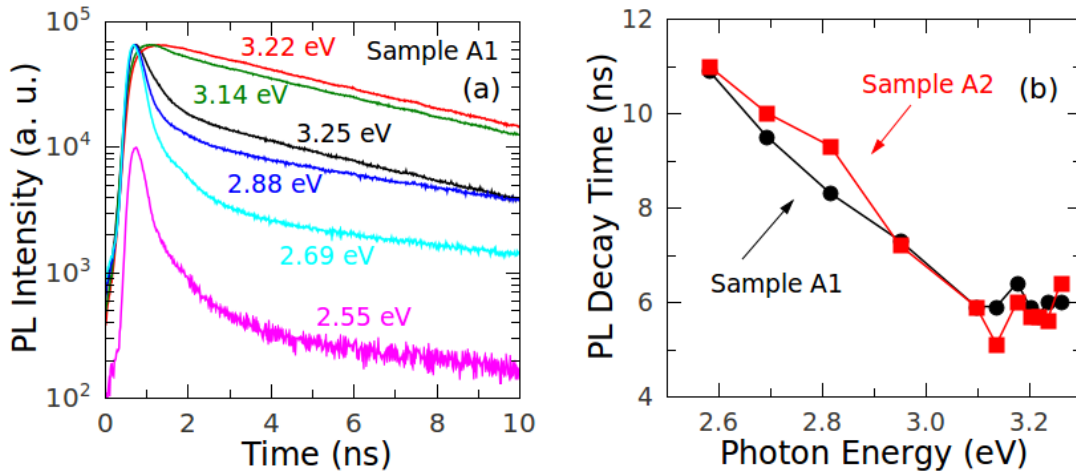 Sample A1
(a)
3.22 eV
3.14 eV
3.25 eV
2.88 eV
2.69 eV
2.55 eV
PL Intensity (a. u.)
10^5
10^4
10^3
10^2
0 2 4 6 8 10
Time (ns)
(b)
Sample A2
Sample A1
PL Decay Time (ns)
12
10
8
6
4
2.6 2.8 3.0 3.2
Photon Energy (eV)